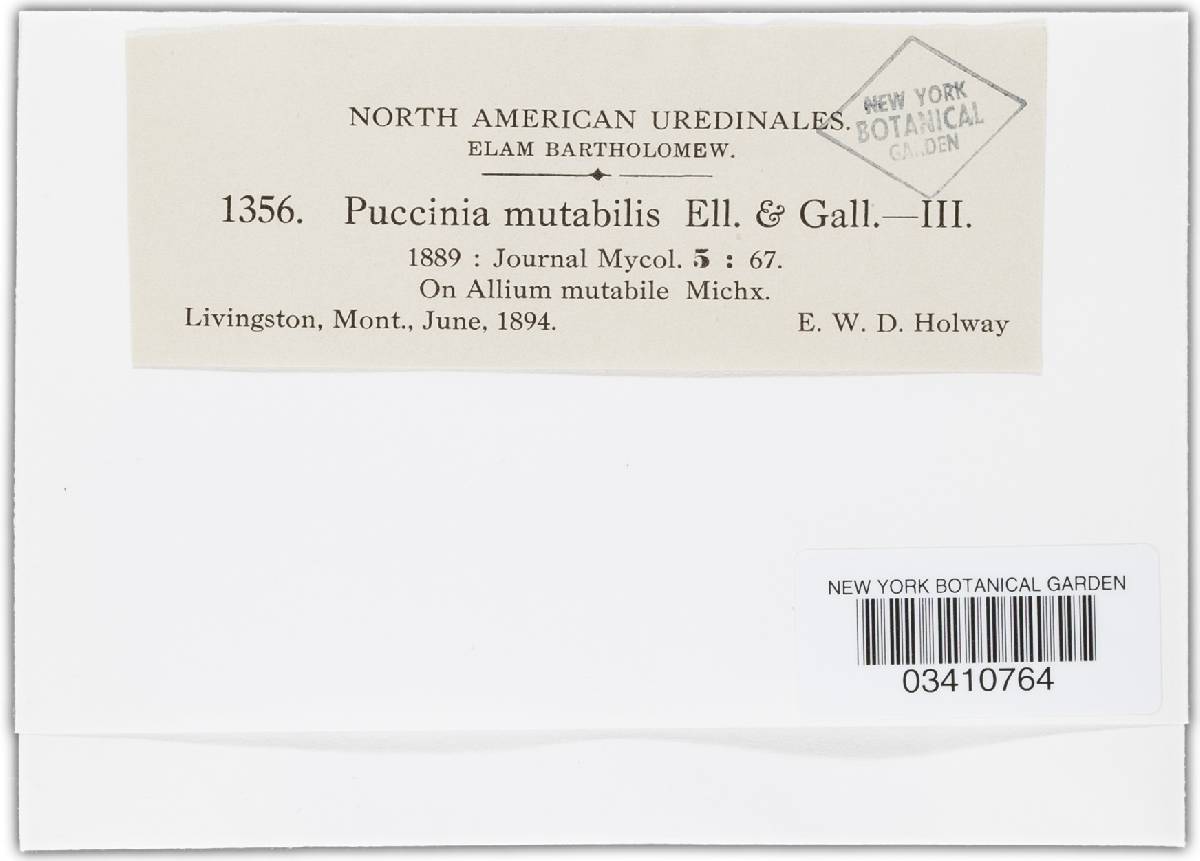 NORTH AMERICAN UREDINALES.
ELAM BARTHOLOMEW.
NEW YORK
BOTANICAL
GARDEN
1356. Puccinia mutabilis Ell. & Gall.—III.
1889 : Journal Mycol. 5 : 67.
On Allium mutabile Michx.
Livingston, Mont., June, 1894. E. W. D. Holway
NEW YORK BOTANICAL GARDEN
03410764